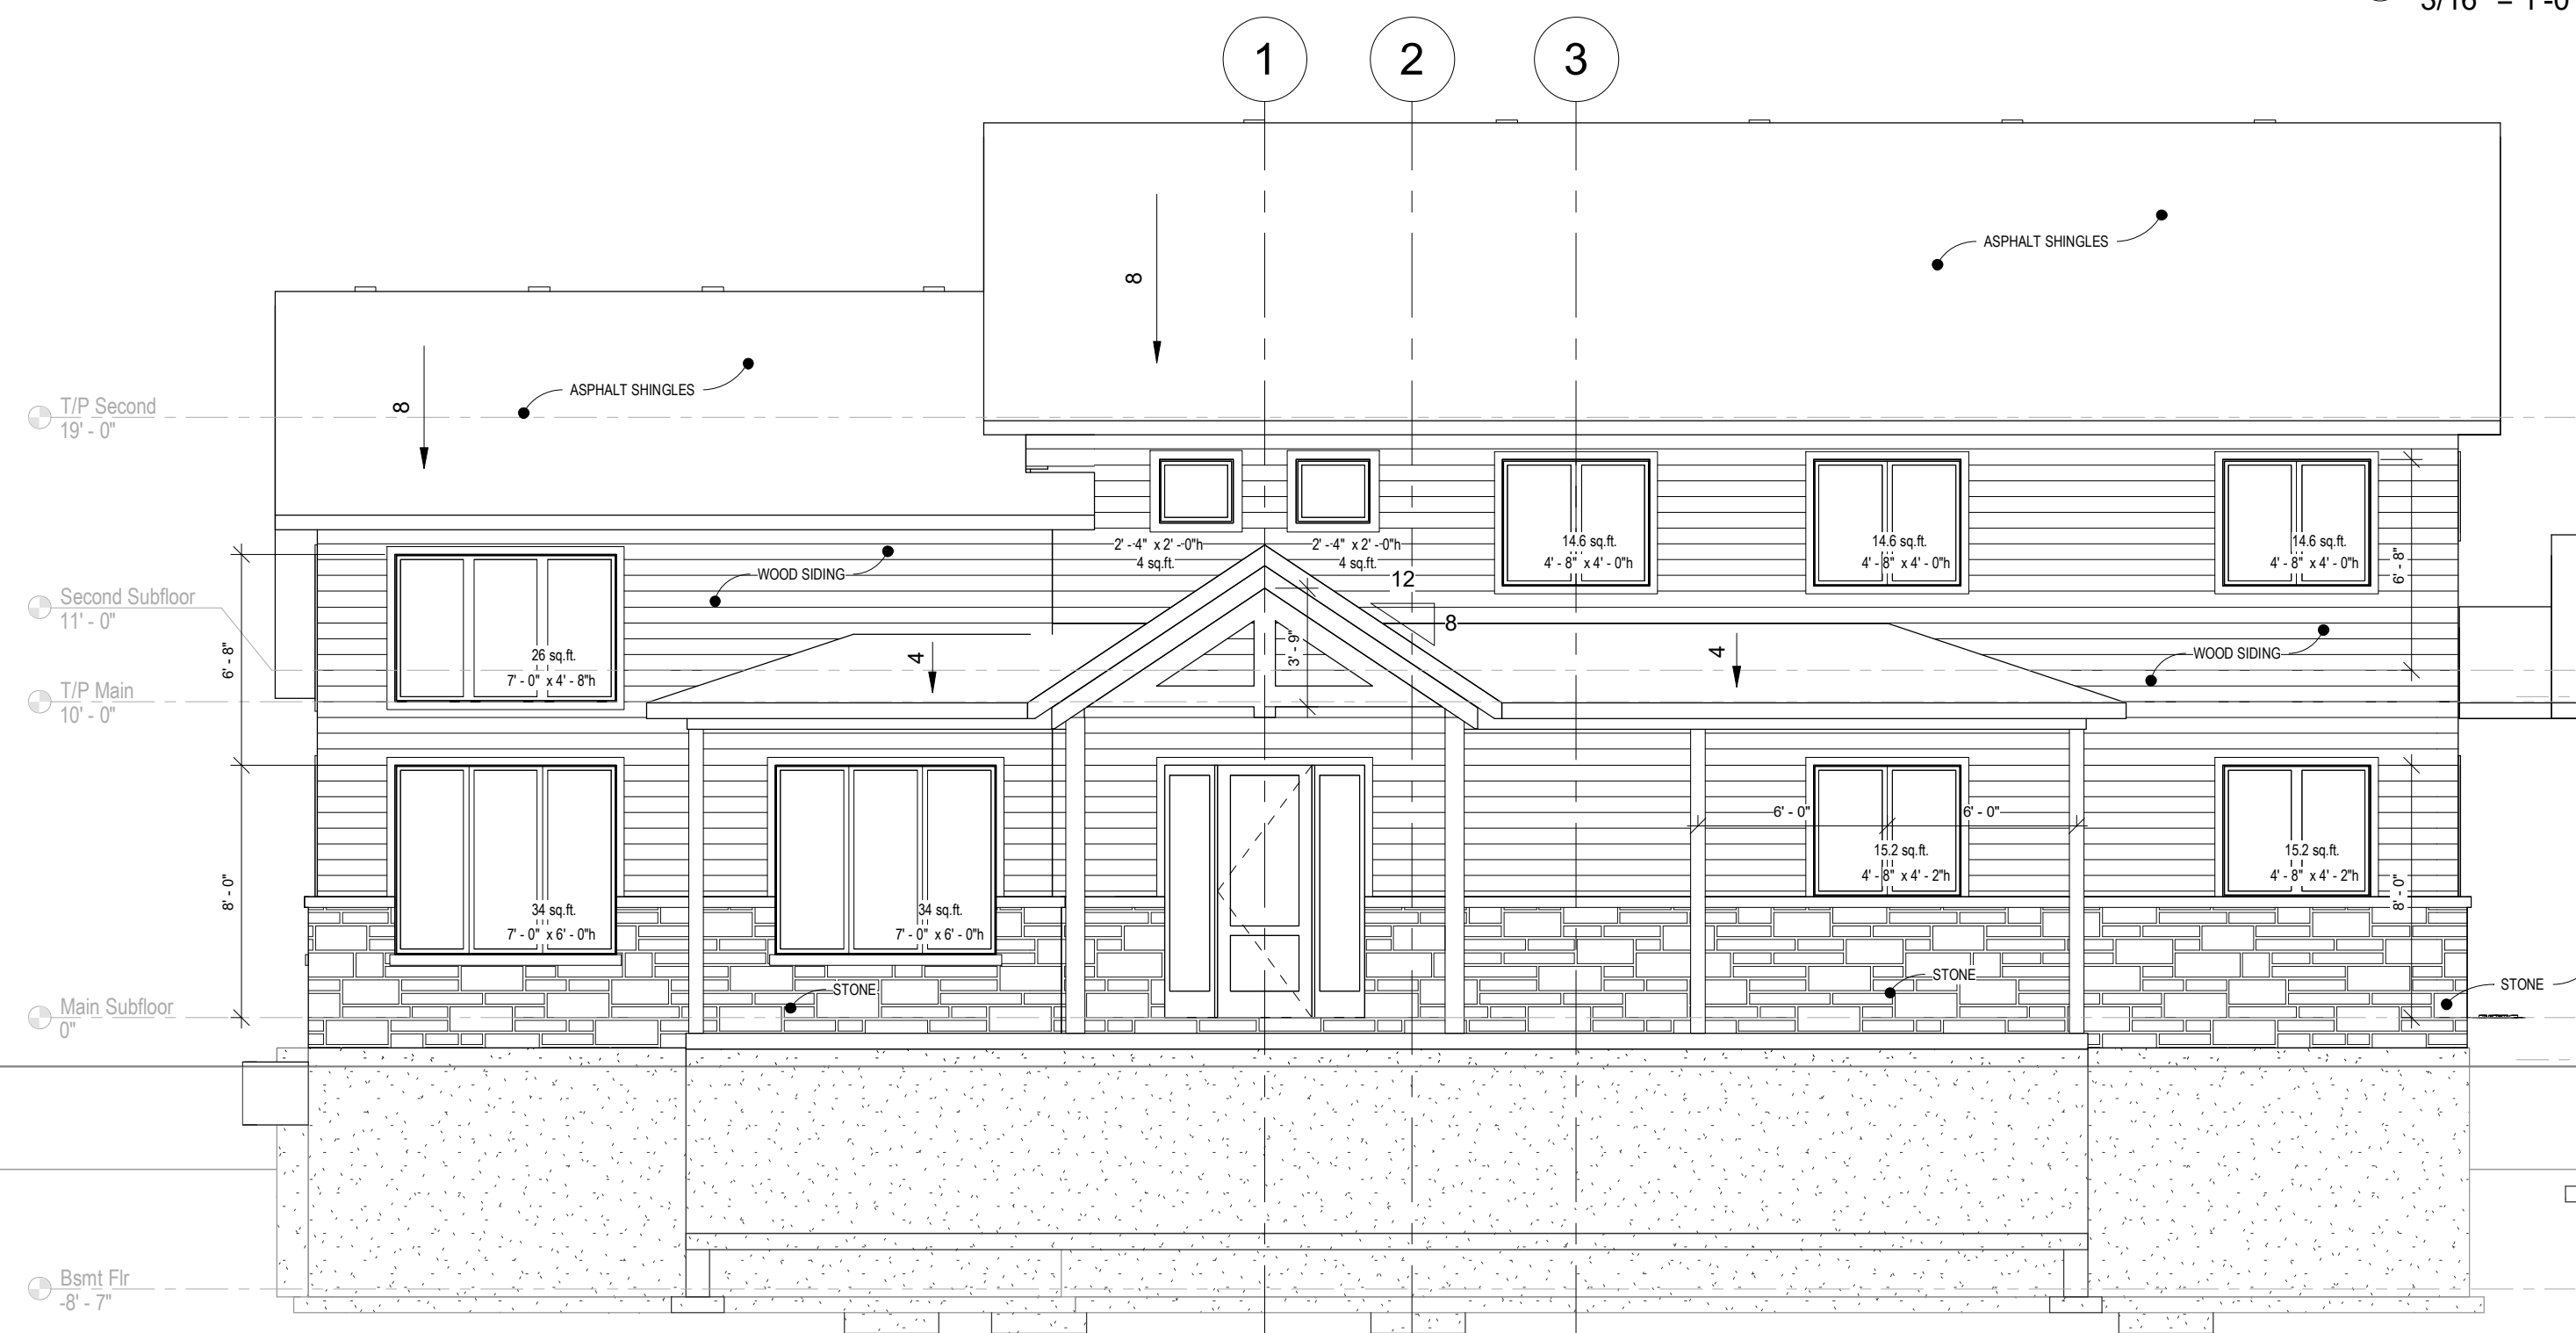 3/16" = 1'-0
1
2
3
ASPHALT SHINGLES
8
ASPHALT SHINGLES
8
T/P Second
19' - 0"
2' - 4" x 2' - 0"h
4 sq.ft.
2' - 4" x 2' - 0"h
4 sq.ft.
14.6 sq.ft.
4' - 8" x 4' - 0"h
14.6 sq.ft.
4' - 8" x 4' - 0"h
14.6 sq.ft.
4' - 8" x 4' - 0"h
6' - 8"
WOOD SIDING
12
8
Second Subfloor
11' - 0"
6' - 8"
26 sq.ft.
7' - 0" x 4' - 8"h
4
3' - 9"
4
WOOD SIDING
T/P Main
10' - 0"
6' - 0"
6' - 0"
15.2 sq.ft.
4' - 8" x 4' - 2"h
15.2 sq.ft.
4' - 8" x 4' - 2"h
8' - 0"
8' - 0"
34 sq.ft.
7' - 0" x 6' - 0"h
34 sq.ft.
7' - 0" x 6' - 0"h
STONE
STONE
STONE
Main Subfloor
0"
Bsmt Flr
-8' - 7"